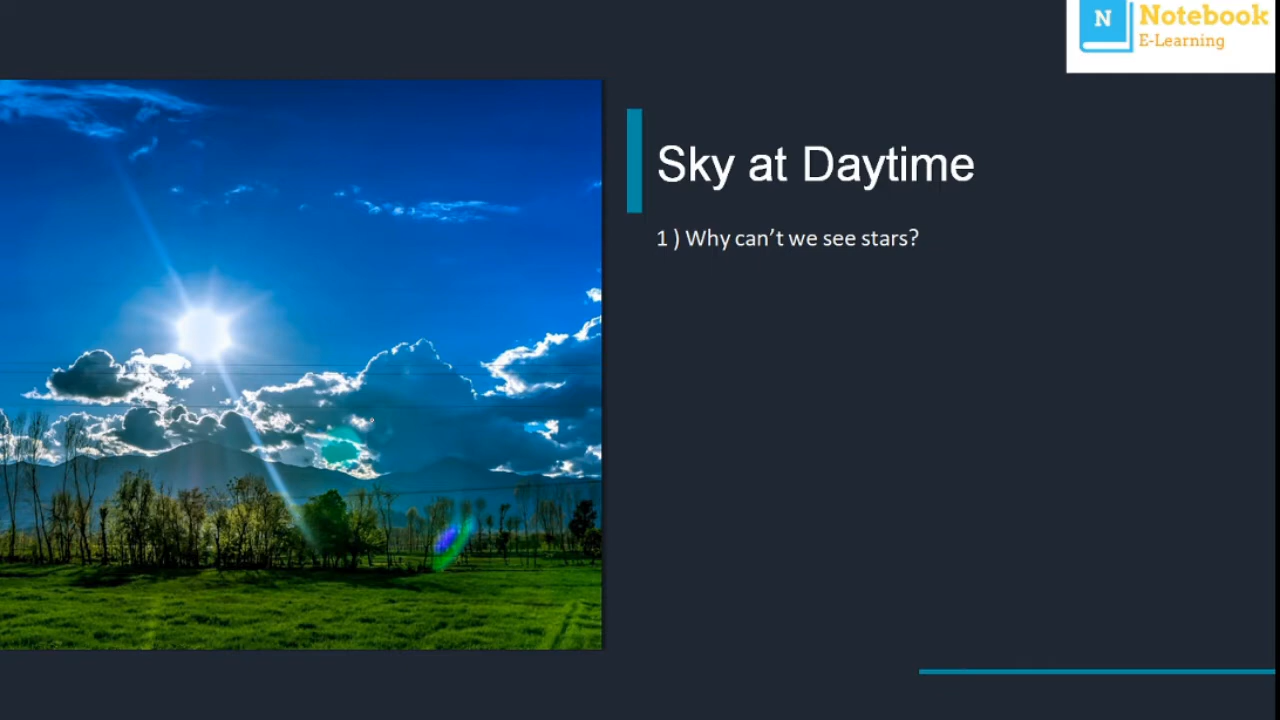 N
Notebook
E-Learning
Sky at Daytime
1 ) Why can’t we see stars?